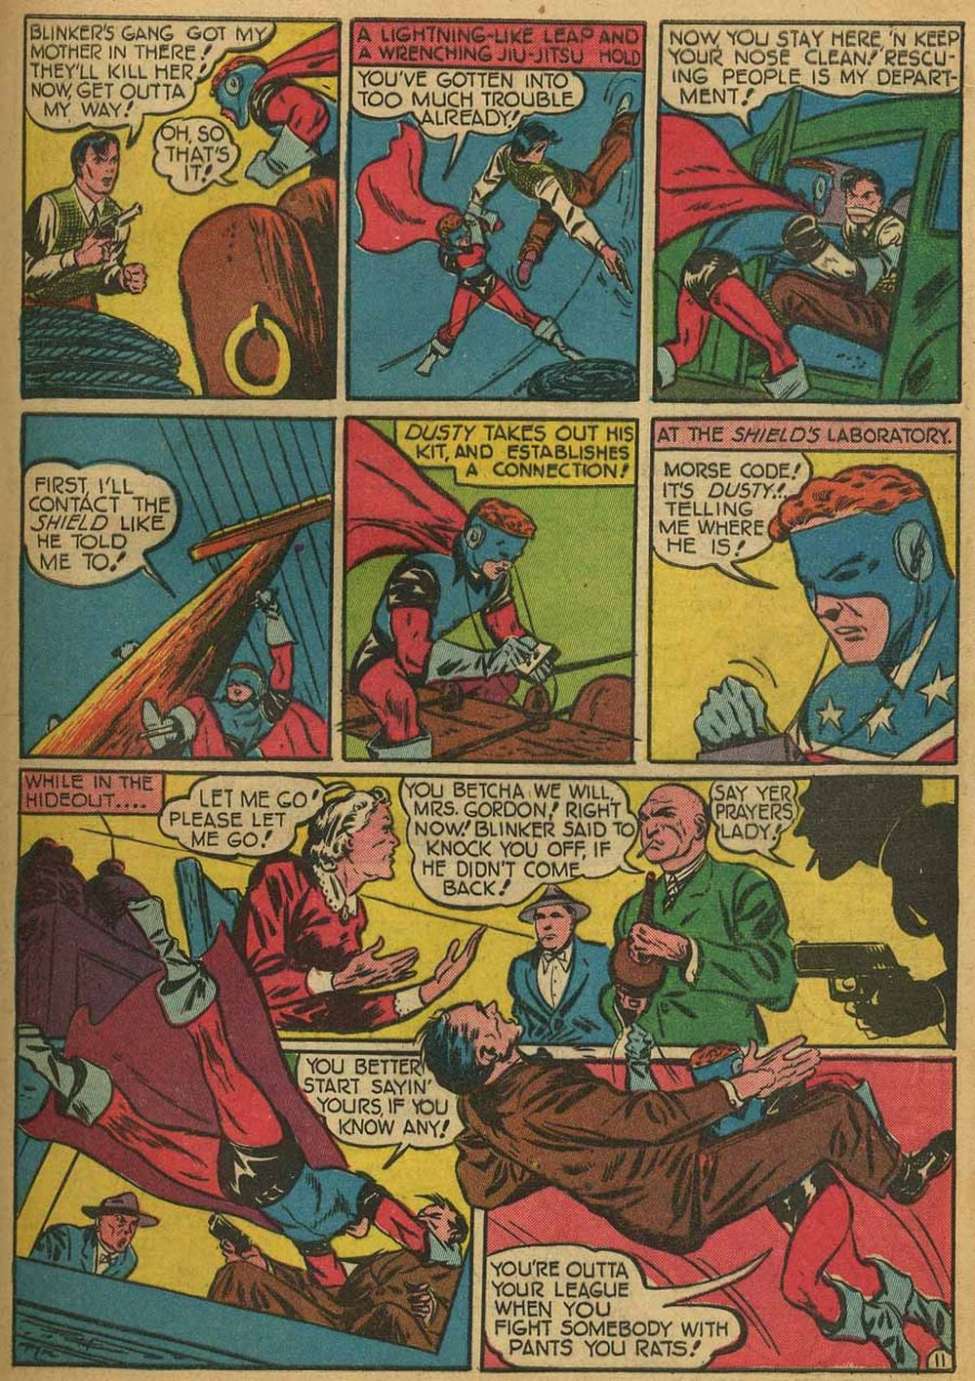 BLINKER'S GANG GOT MY
MOTHER IN THERE!
THEY'LL KILL HER!
NOW, GET OUTTA
MY WAY!
OH, SO
THAT'S
IT!
A LIGHTNING-LIKE LEAP AND
A WRENCHING JIU-JITSU HOLD
YOU'VE GOTTEN INTO
TOO MUCH TROUBLE
ALREADY!
NOW, YOU STAY HERE, 'N KEEP
YOUR NOSE CLEAN! RESCU-
ING PEOPLE IS MY DEPART-
MENT!
FIRST, I'LL
CONTACT THE
SHIELD LIKE
HE TOLD
ME TO!
DUSTY TAKES OUT HIS
KIT, AND ESTABLISHES
A CONNECTION!
AT THE SHIELD'S LABORATORY.
MORSE CODE!
IT'S DUSTY!
TELLING
ME WHERE
HE IS!
WHILE IN THE
HIDEOUT....
LET ME GO!
PLEASE LET
ME GO!
YOU BETCHA WE WILL,
MRS. GORDON! RIGHT
NOW! BLINKER SAID TO
KNOCK YOU OFF, IF
HE DIDN'T COME
BACK!
SAY YER
PRAYERS,
LADY!
YOU BETTER
START SAYIN'
YOURS, IF YOU
KNOW ANY!
YOU'RE OUTTA
YOUR LEAGUE
WHEN YOU
FIGHT SOMEBODY WITH
PANTS YOU RATS!
11